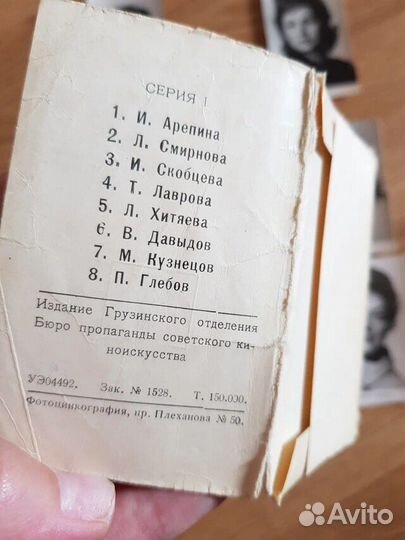 СЕРИЯ I
1. И. Арепина
2. Л. Смирнова
3. И. Скобцева
4. Т. Лаврова
5. Л. Хитяева
6. В. Давыдов
7. М. Кузнецов
8. П. Глебов
Издание Грузинского отделения
Бюро пропаганды советского ки-
ноискусства
УЭ04492. Зак. № 1528. Т. 150.000.
Фотоцинкография, пр. Плеханова № 50.
Avito